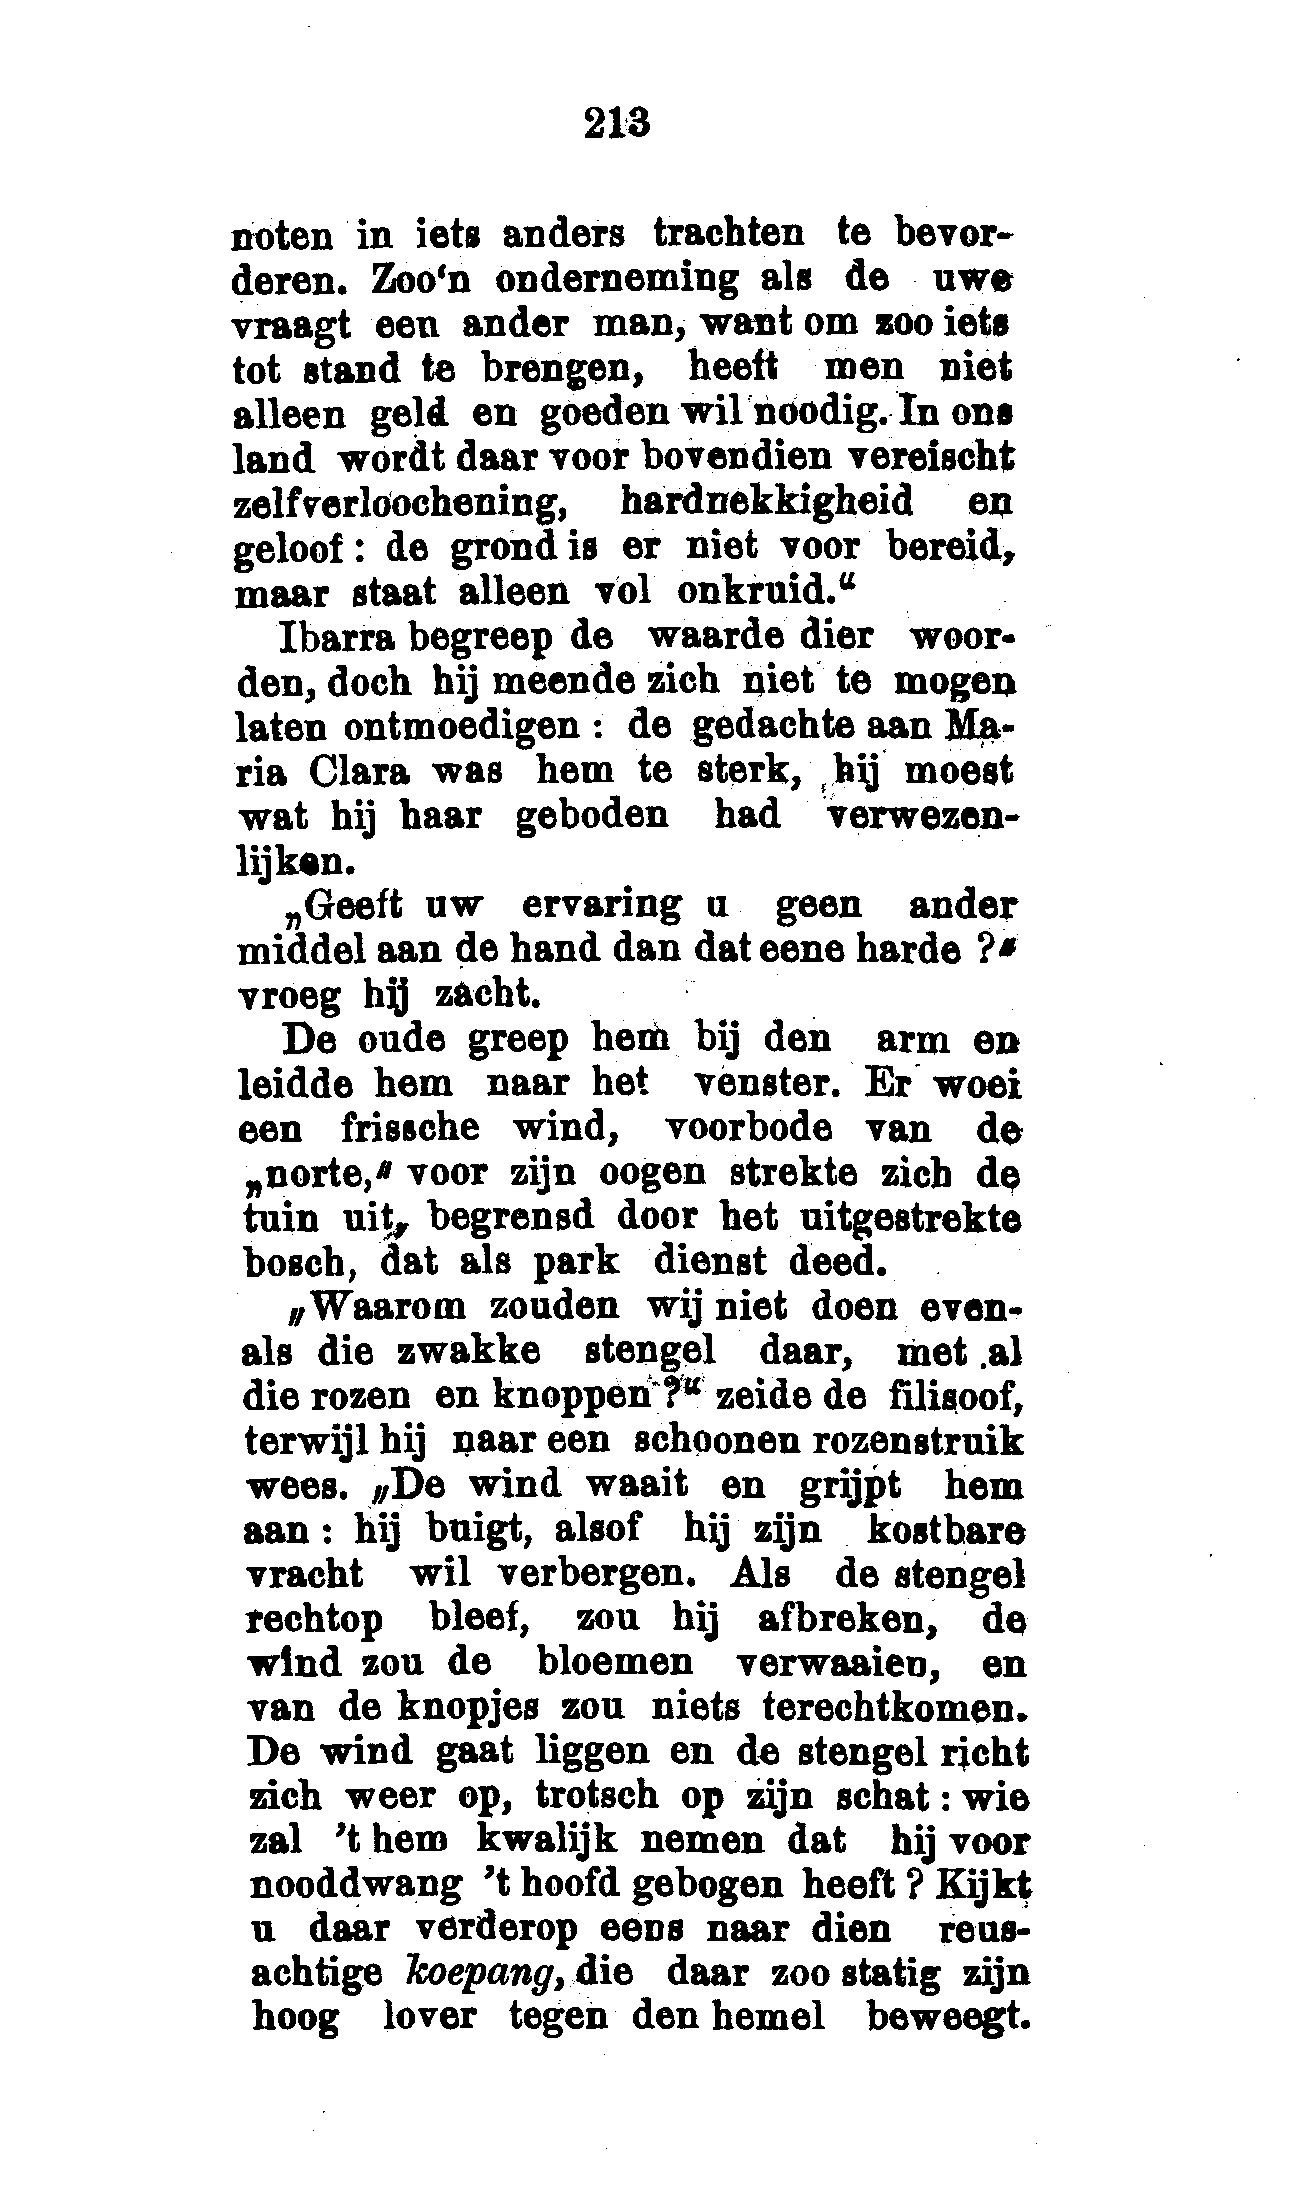 213
noten in iets anders trachten te bevor-
deren. Zoo‘n onderneming als de uwe
vraagt een ander man, want om zoo iets
tot stand te brengen, heeft men niet
alleen geld en goeden wil noodig. In ons
land wordt daar voor bovendien vereischt
zelfverloochening, hardnekkigheid en
geloof : de grond is er niet voor bereid,
maar staat alleen vol onkruid.“
Ibarra begreep de waarde dier woor-
den, doch hij meende zich niet te mogen
laten ontmoedigen : de gedachte aan Ma-
ria Clara was hem te sterk, hij moest
wat hij haar geboden had verwezen-
lijken.
„Geeft uw ervaring u geen ander
middel aan de hand dan dat eene harde ?“
vroeg hij zacht.
De oude greep hem bij den arm en
leidde hem naar het venster. Er woei
een frissche wind, voorbode van de
„norte,“ voor zijn oogen strekte zich de
tuin uit, begrensd door het uitgestrekte
bosch, dat als park dienst deed.
„Waarom zouden wij niet doen even-
als die zwakke stengel daar, met al
die rozen en knoppen ?“ zeide de filisoof,
terwijl hij naar een schoonen rozenstruik
wees. „De wind waait en grijpt hem
aan : hij buigt, alsof hij zijn kostbare
vracht wil verbergen. Als de stengel
rechtop bleef, zou hij afbreken, de
wind zou de bloemen verwaaien, en
van de knopjes zou niets terechtkomen.
De wind gaat liggen en de stengel richt
zich weer op, trotsch op zijn schat : wie
zal ’t hem kwalijk nemen dat hij voor
nooddwang ’t hoofd gebogen heeft ? Kijkt
u daar verderop eens naar dien reus-
achtige koepang, die daar zoo statig zijn
hoog lover tegen den hemel beweegt.